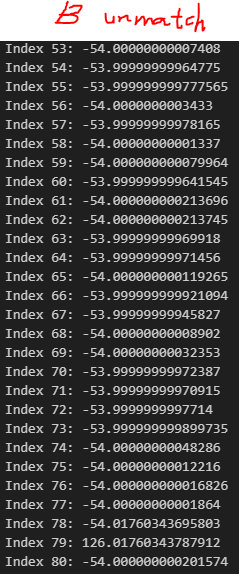 B unmatch
Index 53: -54.00000000007408
Index 54: -53.99999999964775
Index 55: -53.999999999777565
Index 56: -54.0000000003433
Index 57: -53.99999999978165
Index 58: -54.00000000001337
Index 59: -54.000000000079964
Index 60: -53.999999999641545
Index 61: -54.000000000213696
Index 62: -54.000000000213745
Index 63: -53.99999999969918
Index 64: -53.99999999971456
Index 65: -54.000000000119265
Index 66: -53.999999999921094
Index 67: -53.99999999945827
Index 68: -54.00000000008902
Index 69: -54.00000000032353
Index 70: -53.99999999972387
Index 71: -53.99999999970915
Index 72: -53.9999999997714
Index 73: -53.999999999899735
Index 74: -54.00000000048286
Index 75: -54.00000000012216
Index 76: -54.000000000016826
Index 77: -54.0000000001864
Index 78: -54.01760343695803
Index 79: 126.01760343787912
Index 80: -54.000000000201574